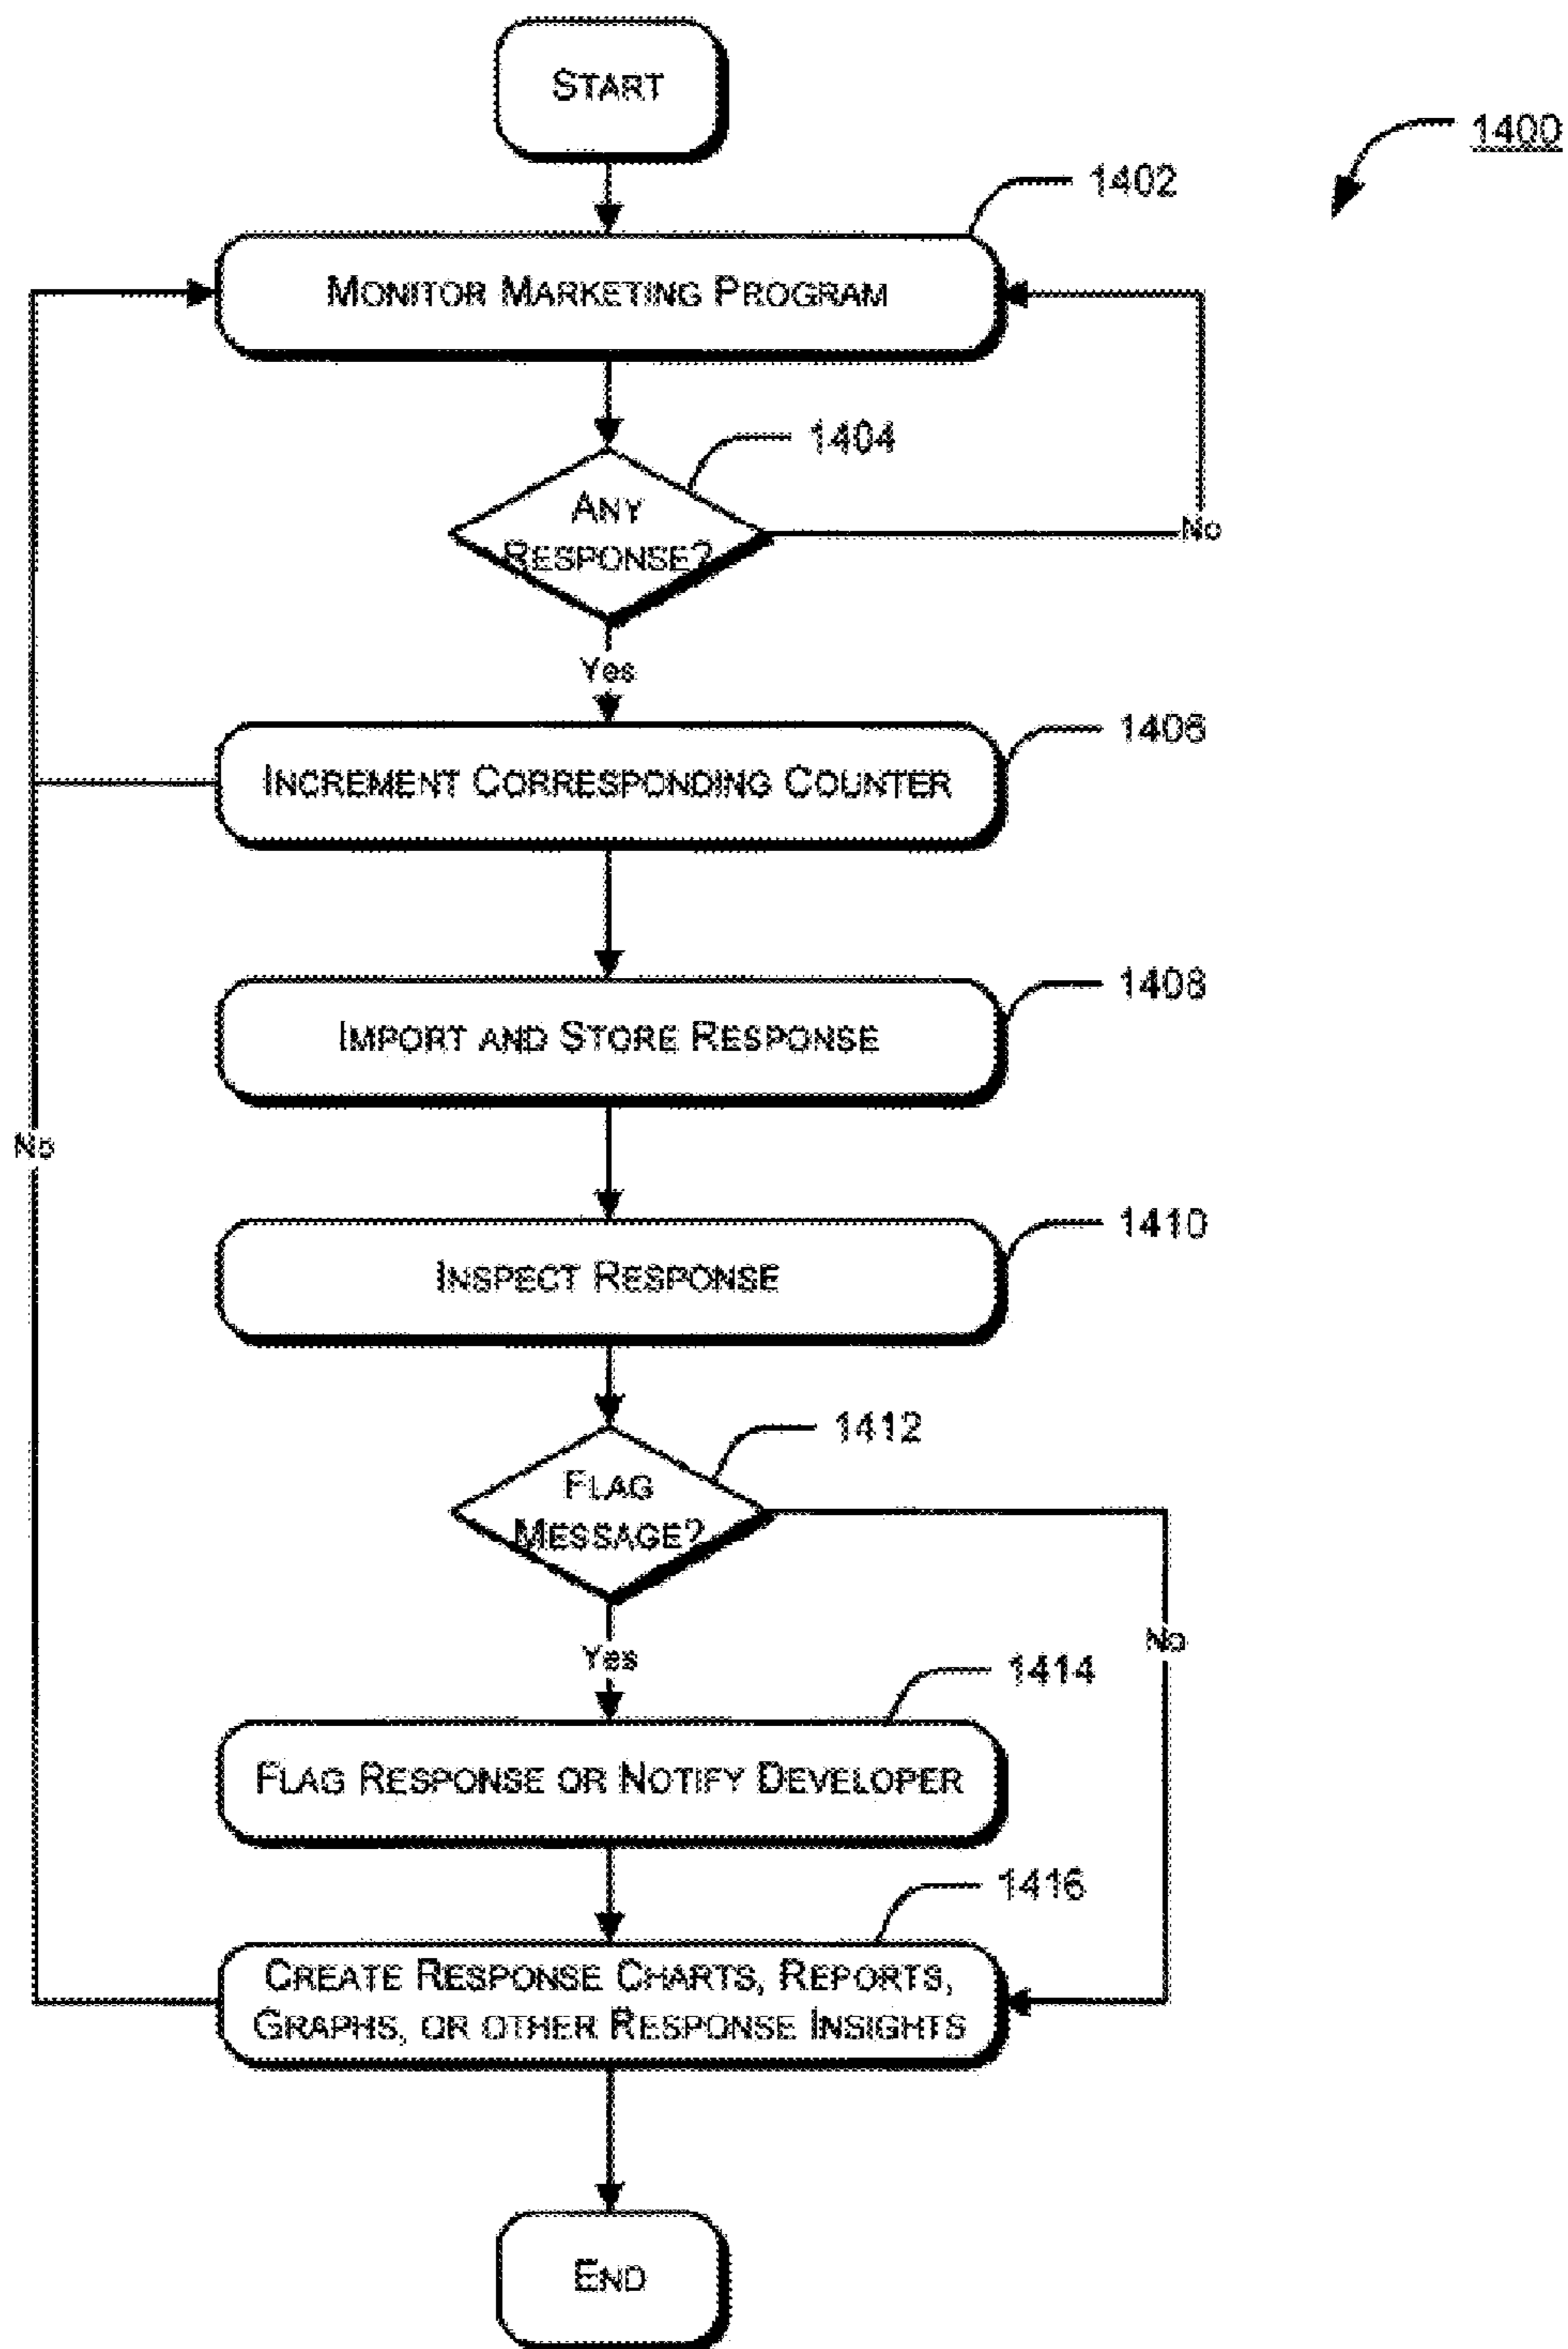 START
1400
1402
MONITOR MARKETING PROGRAM
1404
ANY
RESPONSE?
No
Yes
1406
INCREMENT CORRESPONDING COUNTER
1408
IMPORT AND STORE RESPONSE
No
1410
INSPECT RESPONSE
1412
FLAG
MESSAGE?
No
Yes
1414
FLAG RESPONSE OR NOTIFY DEVELOPER
1416
CREATE RESPONSE CHARTS, REPORTS,
GRAPHS, OR OTHER RESPONSE INSIGHTS
END